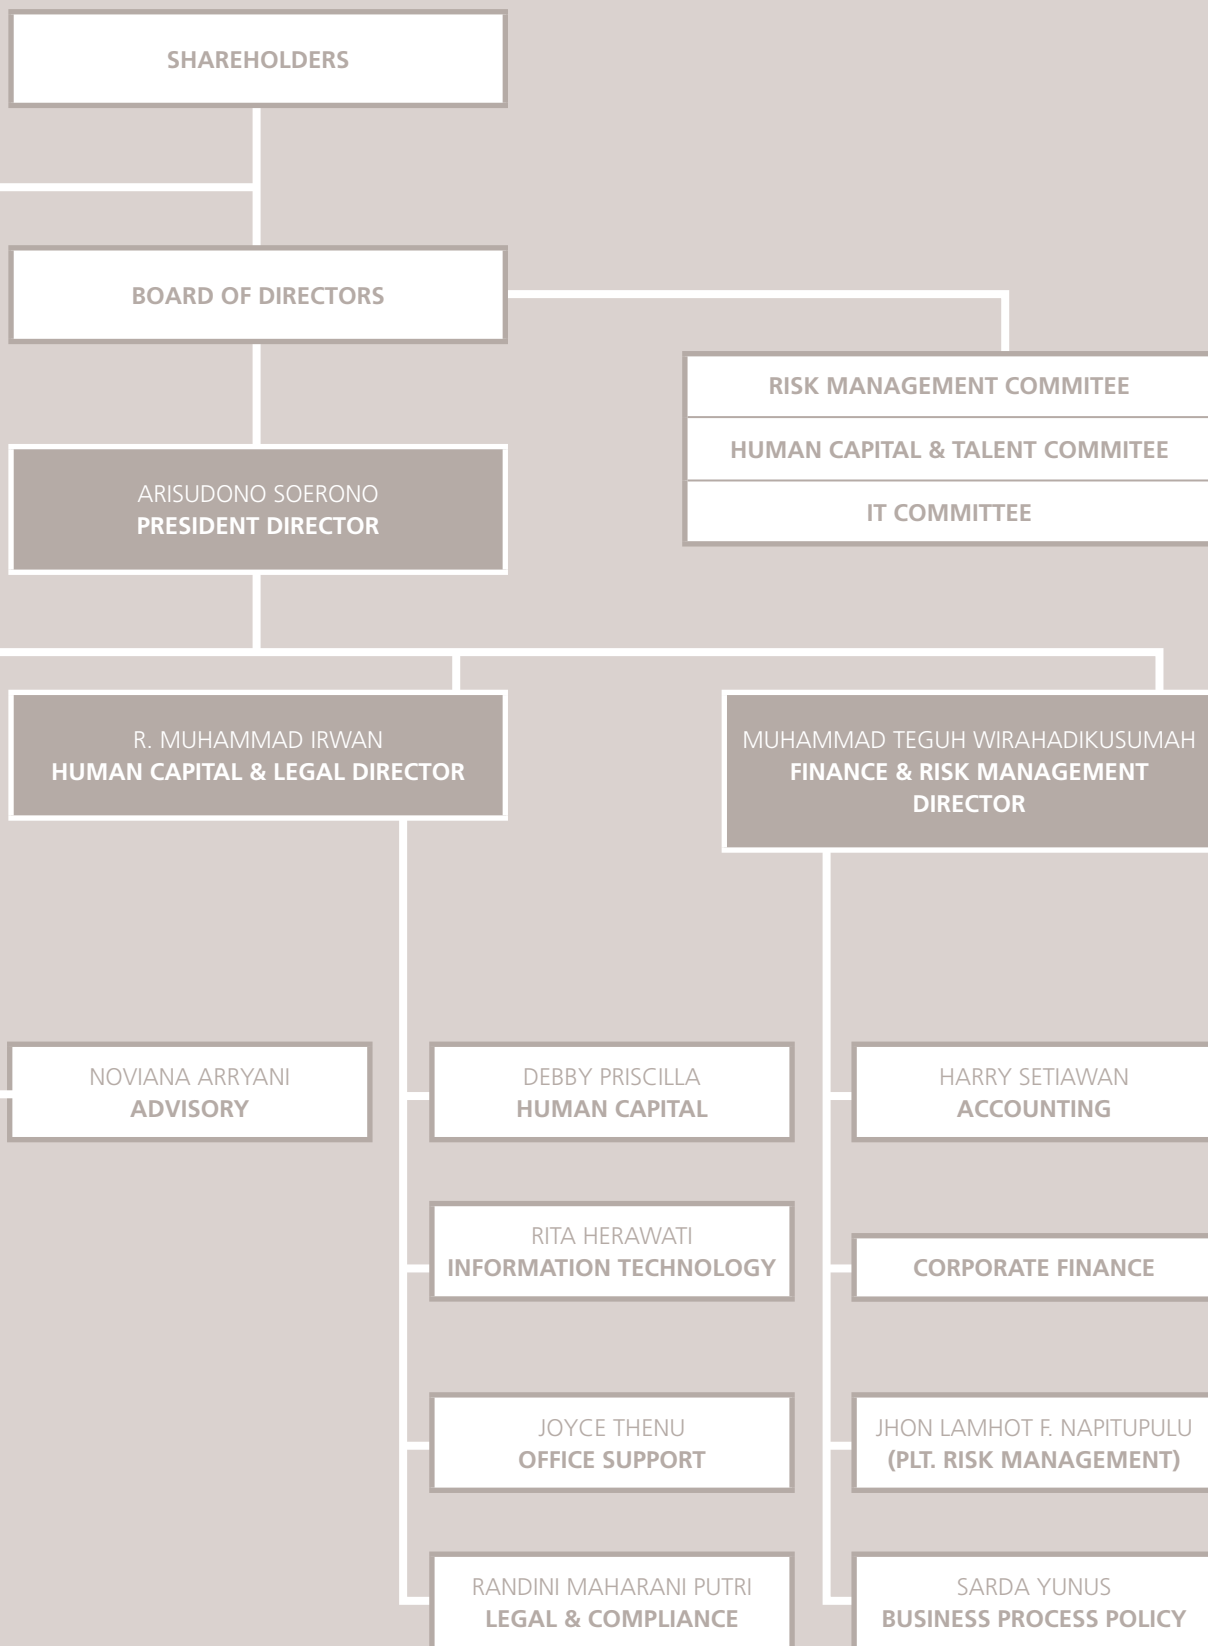 SHAREHOLDERS
BOARD OF DIRECTORS
RISK MANAGEMENT COMMITEE
HUMAN CAPITAL & TALENT COMMITEE
IT COMMITTEE
ARISUDONO SOERONO
PRESIDENT DIRECTOR
R. MUHAMMAD IRWAN
HUMAN CAPITAL & LEGAL DIRECTOR
MUHAMMAD TEGUH WIRAHADIKUSUMAH
FINANCE & RISK MANAGEMENT
DIRECTOR
NOVIANA ARRYANI
ADVISORY
DEBBY PRISCILLA
HUMAN CAPITAL
HARRY SETIAWAN
ACCOUNTING
RITA HERAWATI
INFORMATION TECHNOLOGY
CORPORATE FINANCE
JOYCE THENU
OFFICE SUPPORT
JHON LAMHOT F. NAPITUPULU
(PLT. RISK MANAGEMENT)
RANDINI MAHARANI PUTRI
LEGAL & COMPLIANCE
SARDA YUNUS
BUSINESS PROCESS POLICY